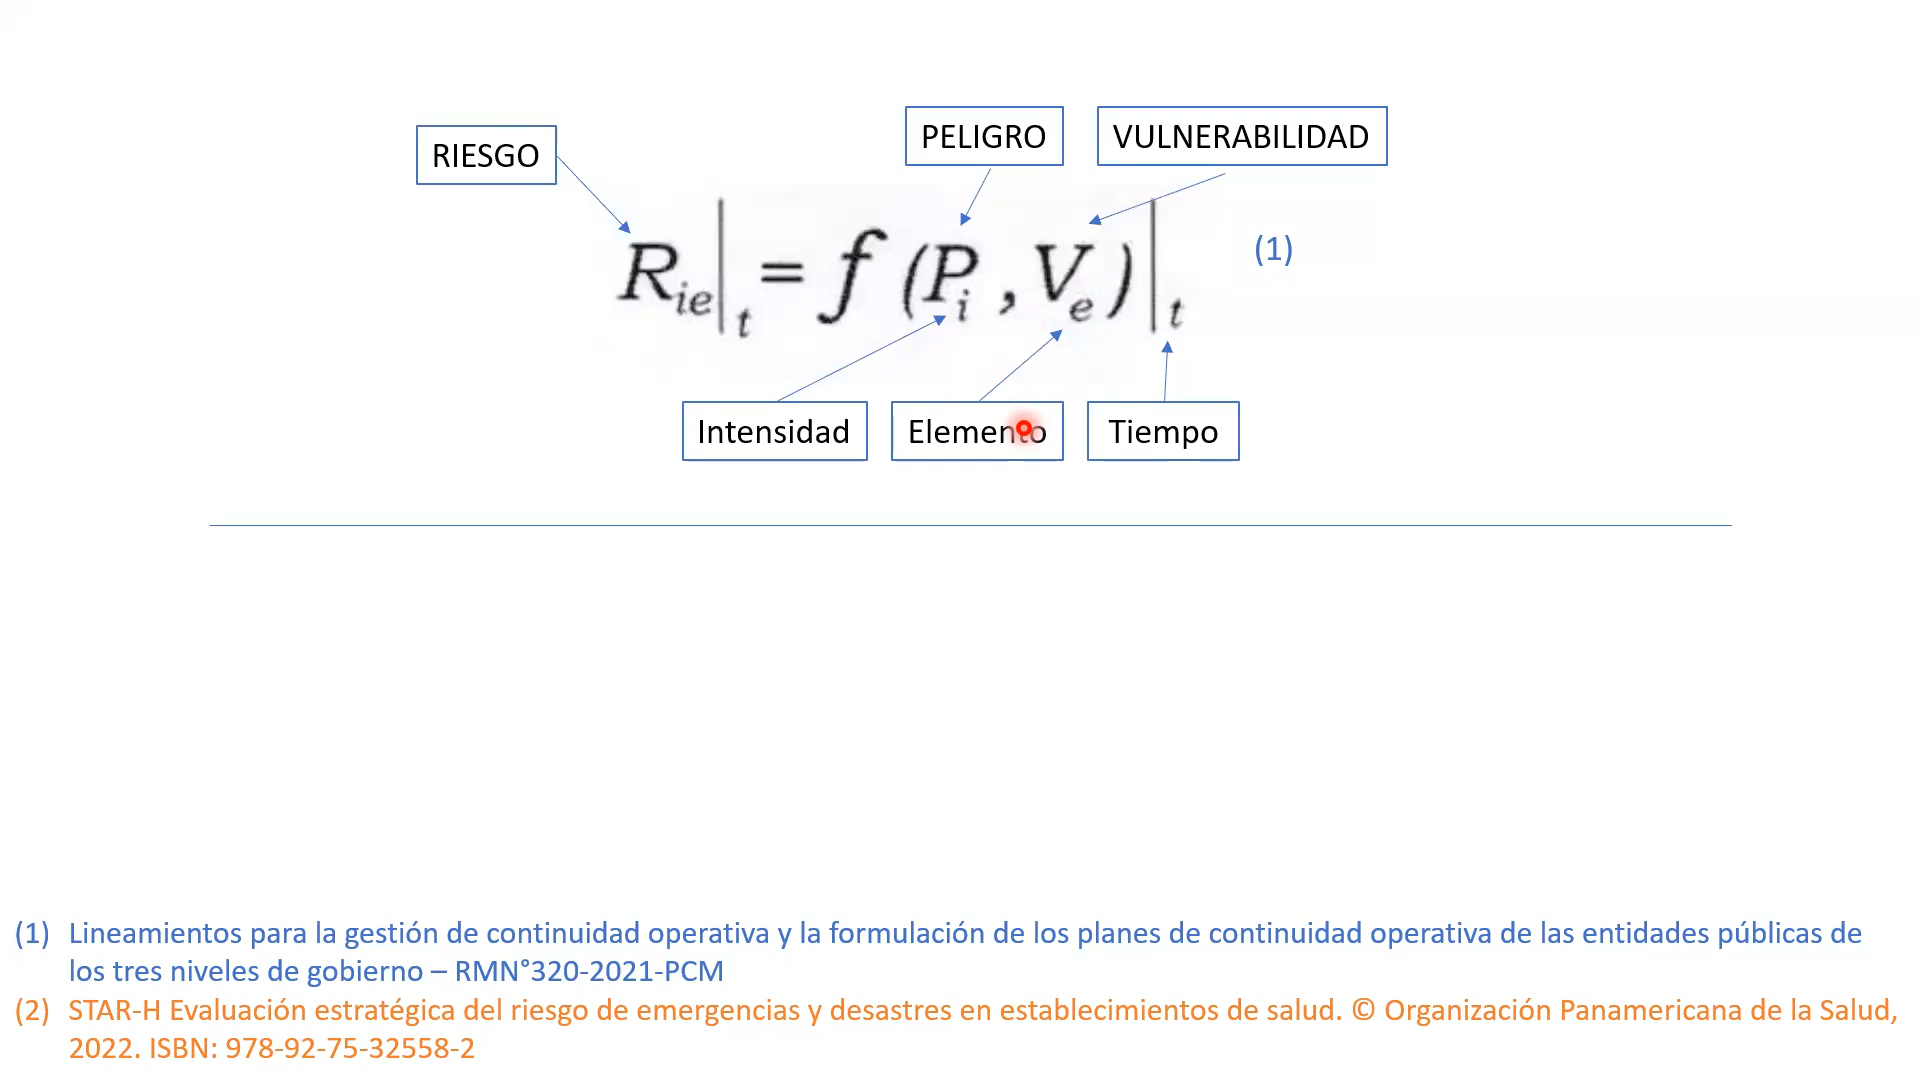 RIESGO
PELIGRO
VULNERABILIDAD
R_ie|_t = f (P_i , V_e)|_t
(1)
Intensidad
Elemento
Tiempo
(1) Lineamientos para la gestión de continuidad operativa y la formulación de los planes de continuidad operativa de las entidades públicas de
los tres niveles de gobierno – RMN°320-2021-PCM
(2) STAR-H Evaluación estratégica del riesgo de emergencias y desastres en establecimientos de salud. © Organización Panamericana de la Salud,
2022. ISBN: 978-92-75-32558-2